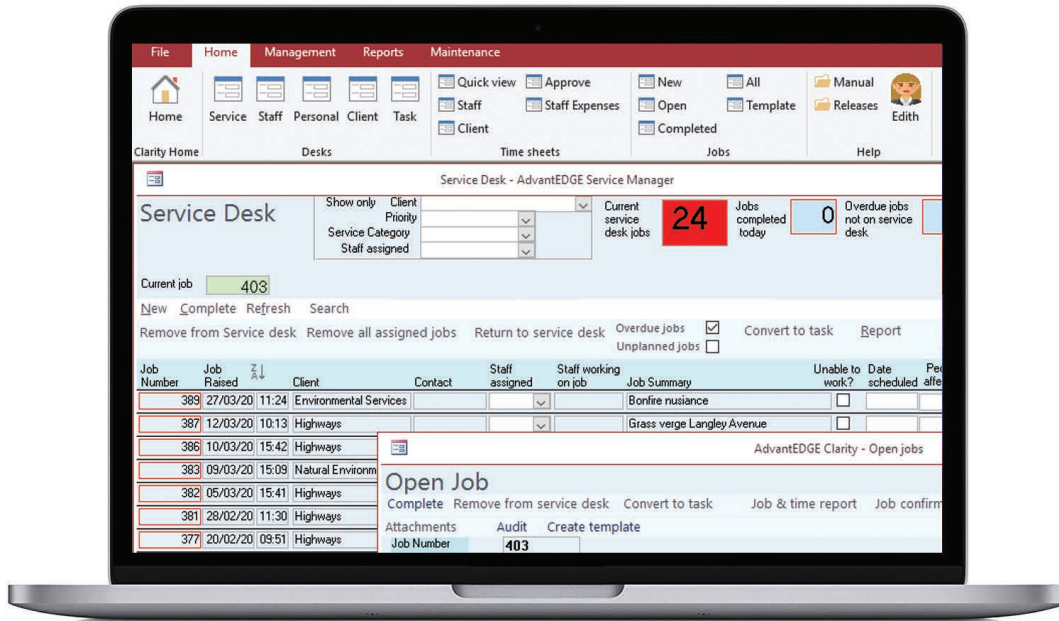 File Home Management Reports Maintenance
Quick view Approve New All Manual
Staff Staff Expenses Open Template Releases
Home Service Staff Personal Client Task Client Completed Edith
Clarity Home Desks Time sheets Jobs Help
Service Desk - AdvantEDGE Service Manager
Service Desk
Show only Client
Priority
Service Category
Staff assigned
Current service desk jobs 24
Jobs completed today 0
Overdue jobs not on service desk
Current job 403
New Complete Refresh Search
Remove from Service desk Remove all assigned jobs Return to service desk Overdue jobs Convert to task Report
Unplanned jobs
Job Number Job Raised Client Contact Staff assigned Staff working on job Job Summary Unable to work? Date scheduled
389 27/03/20 11:24 Environmental Services Bonfire nusiance
387 12/03/20 10:13 Highways Grass verge Langley Avenue
386 10/03/20 15:42 Highways
383 09/03/20 15:09 Natural Environm
382 05/03/20 15:41 Highways
381 28/02/20 11:30 Highways
377 20/02/20 09:51 Highways
AdvantEDGE Clarity - Open jobs
Open Job
Complete Remove from service desk Convert to task Job & time report Job confirm
Attachments Audit Create template
Job Number 403